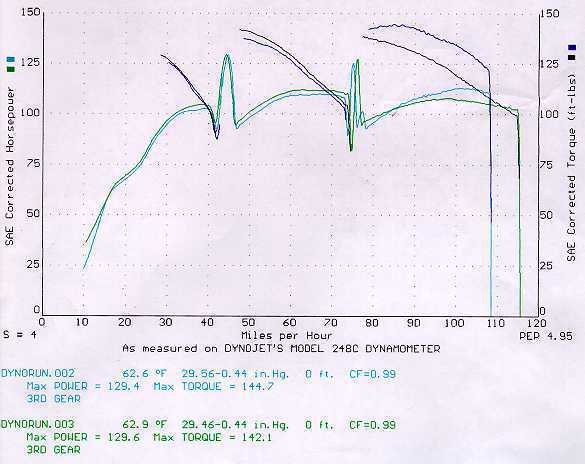 150 150
125 125
100 100
75 75
50 50
25 25
0 0
SAE Corrected Horsepower
SAE Corrected Torque (ft-lbs)
0 10 20 30 40 50 60 70 80 90 100 110 120
S = 4 Miles per Hour PEP 4.95
As measured on DYNOJET'S MODEL 248C DYNAMOMETER
DYNORUN.002 62.6 °F 29.56-0.44 in.Hg. 0 ft. CF=0.99
Max POWER = 129.4 Max TORQUE = 144.7
3RD GEAR
DYNORUN.003 62.9 °F 29.46-0.44 in.Hg. 0 ft. CF=0.99
Max POWER = 129.6 Max TORQUE = 142.1
3RD GEAR